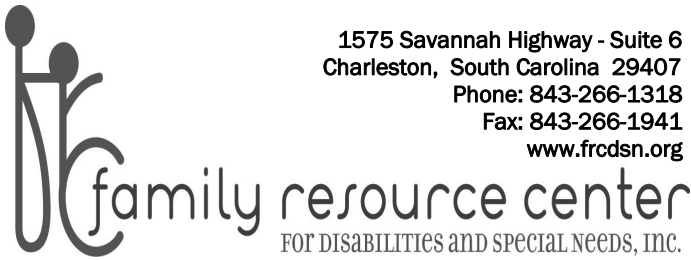 1575 Savannah Highway - Suite 6
Charleston, South Carolina 29407
Phone: 843-266-1318
Fax: 843-266-1941
www.frcdsn.org
frc
family resource center
FOR DISABILITIES and SPECIAL NEEDS, INC.